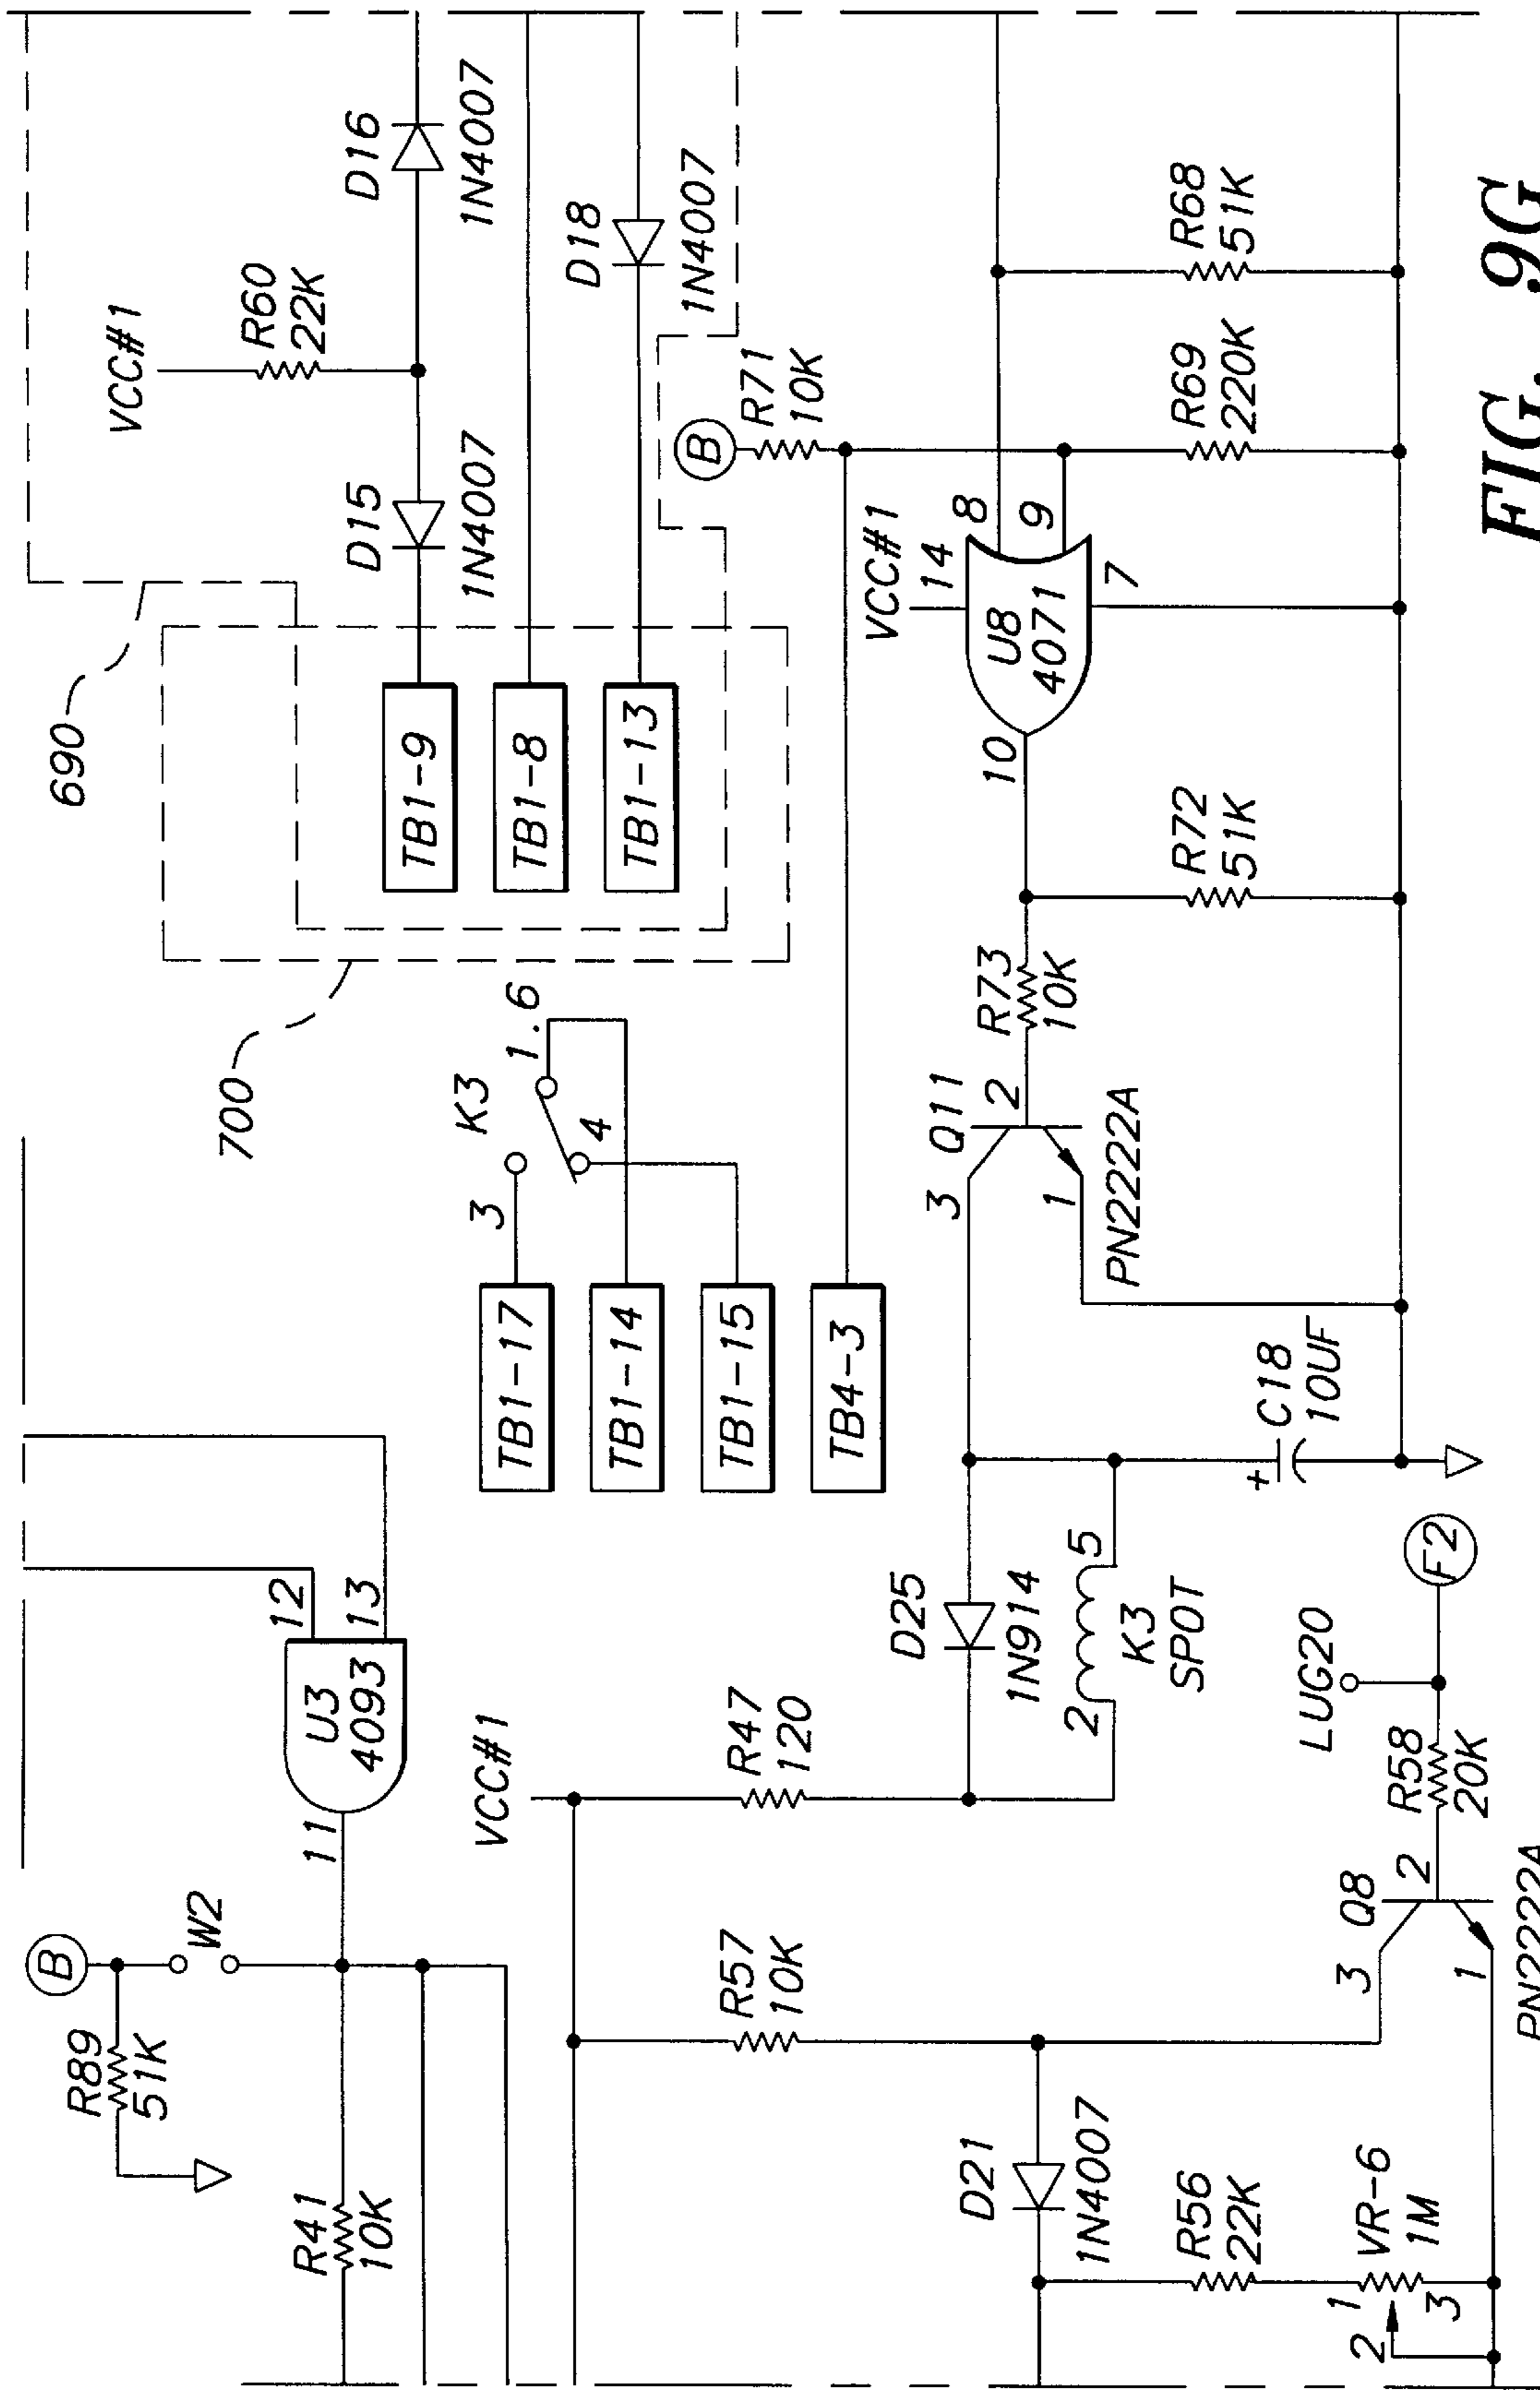 B
R89
51K
W2
R41
10K
11
U3
4093
12
13
690
700
VCC#1
R60
22K
D15
1N4007
D16
1N4007
TB1-9
TB1-8
TB1-13
D18
1N4007
K3
3
1.6
4
TB1-17
TB1-14
TB1-15
TB4-3
B
R71
10K
VCC#1
R47
120
R57
10K
D25
1N914
2
5
K3
SPOT
Q11
3
2
1
PN2222A
R73
10K
VCC#1
14
10
U8
4071
8
9
7
R72
51K
R69
220K
R68
51K
C18
10UF
+
D21
1N4007
R56
22K
VR-6
1M
1
2
3
Q8
3
2
1
PN2222A
R58
20K
LUG20
F2
FIG. 9G